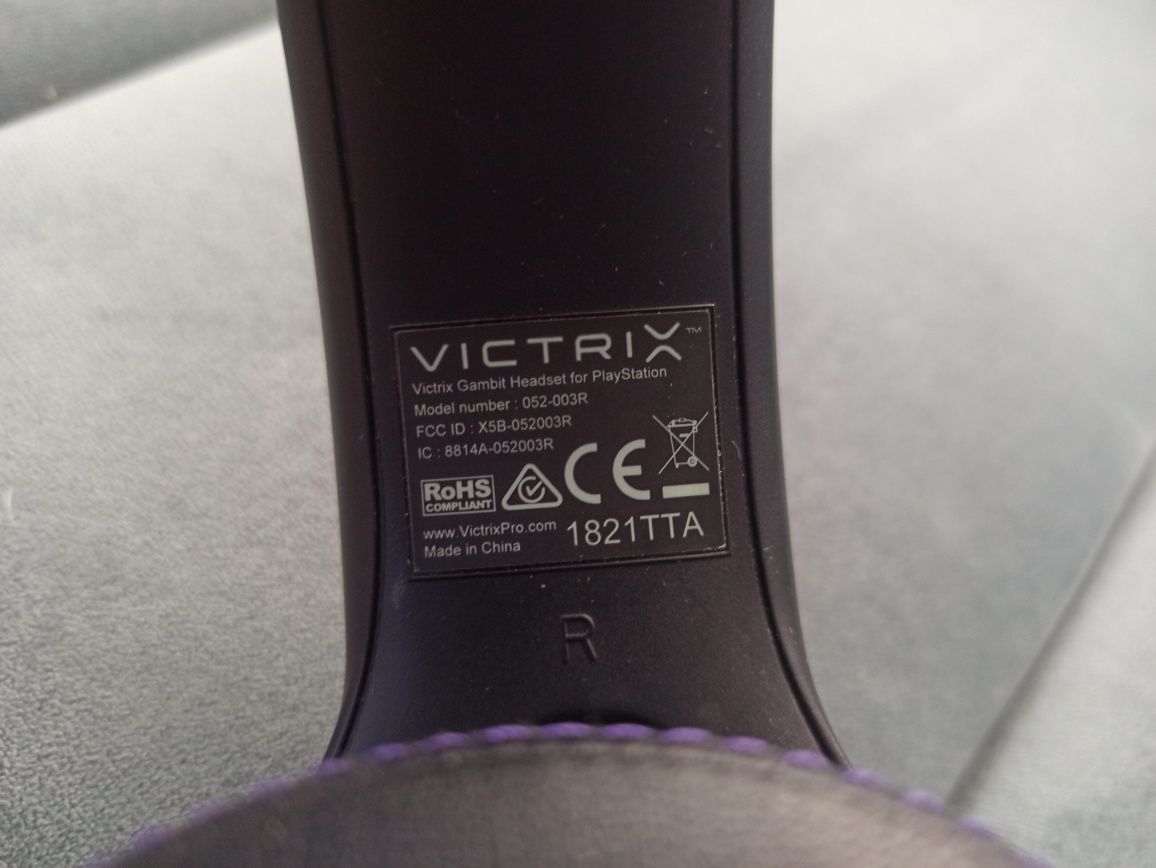 VICTRIX™
Victrix Gambit Headset for PlayStation
Model number : 052-003R
FCC ID : X5B-052003R
IC : 8814A-052003R
RoHS
COMPLIANT
CE
www.VictrixPro.com
1821TTA
Made in China
R